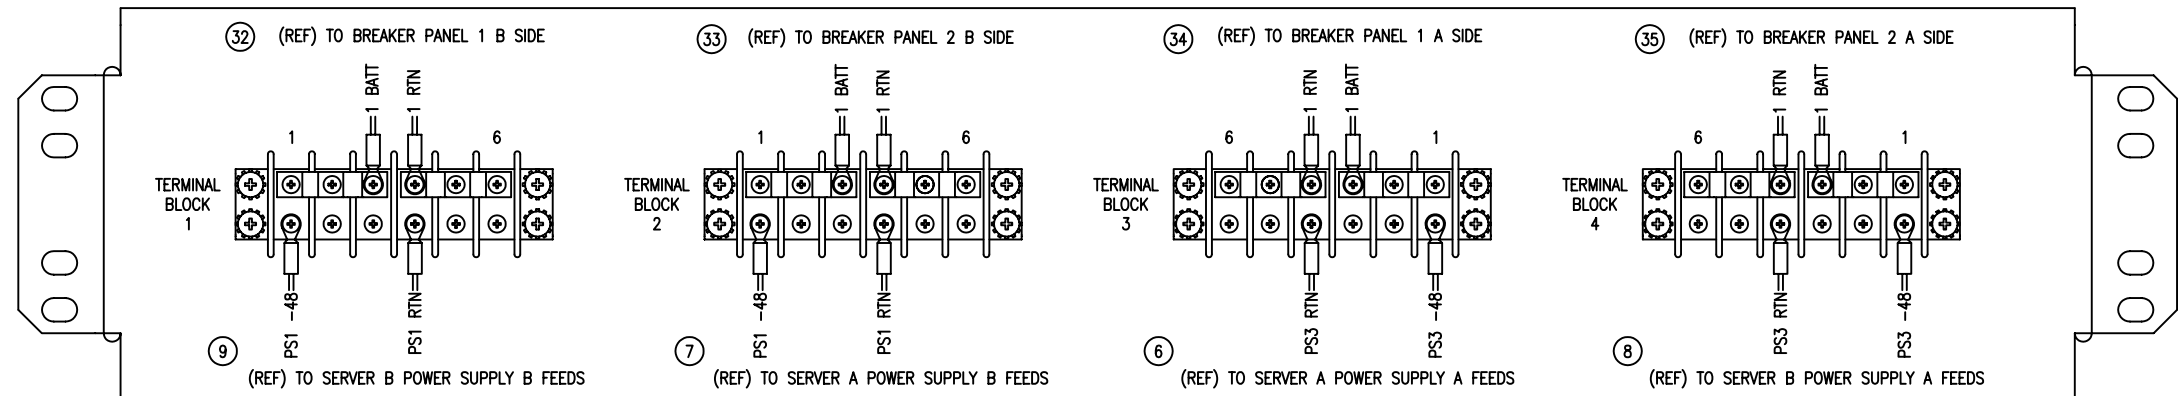 32 (REF) TO BREAKER PANEL 1 B SIDE
33 (REF) TO BREAKER PANEL 2 B SIDE
34 (REF) TO BREAKER PANEL 1 A SIDE
35 (REF) TO BREAKER PANEL 2 A SIDE
1 BATT
1 RTN
1 BATT
1 RTN
1 RTN
1 BATT
1 RTN
1 BATT
1
6
1
6
6
1
6
1
TERMINAL
BLOCK
1
TERMINAL
BLOCK
2
TERMINAL
BLOCK
3
TERMINAL
BLOCK
4
PS1 -48
PS1 RTN
PS1 -48
PS1 RTN
PS3 RTN
PS3 -48
PS3 RTN
PS3 -48
9
7
6
8
(REF) TO SERVER B POWER SUPPLY B FEEDS
(REF) TO SERVER A POWER SUPPLY B FEEDS
(REF) TO SERVER A POWER SUPPLY A FEEDS
(REF) TO SERVER B POWER SUPPLY A FEEDS